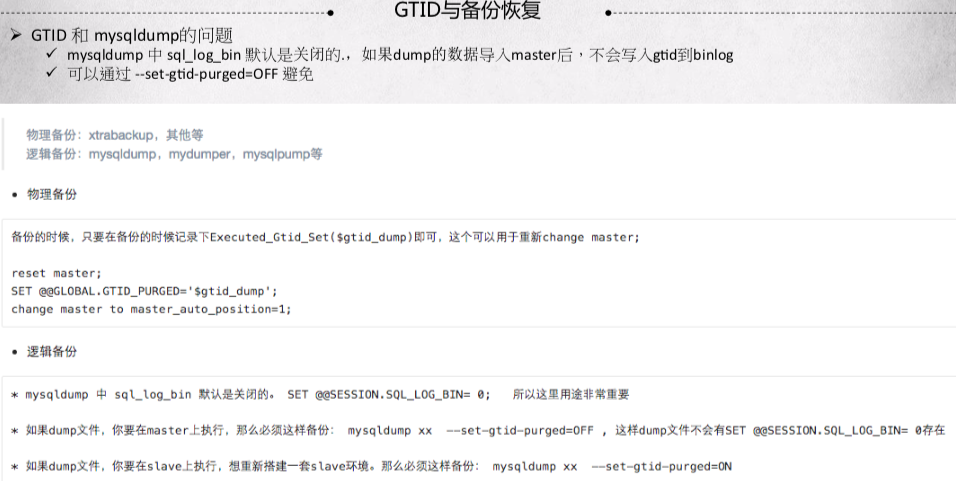 GTID与备份恢复
➢ GTID 和 mysqldump的问题
✓ mysqldump 中 sql_log_bin 默认是关闭的.，如果dump的数据导入master后，不会写入gtid到binlog
✓ 可以通过 --set-gtid-purged=OFF 避免
物理备份：xtrabackup，其他等
逻辑备份：mysqldump，mydumper，mysqlpump等
• 物理备份
备份的时候，只要在备份的时候记录下Executed_Gtid_Set($gtid_dump)即可，这个可以用于重新change master;
reset master;
SET @@GLOBAL.GTID_PURGED='$gtid_dump';
change master to master_auto_position=1;
• 逻辑备份
* mysqldump 中 sql_log_bin 默认是关闭的。 SET @@SESSION.SQL_LOG_BIN= 0; 所以这里用途非常重要
* 如果dump文件，你要在master上执行，那么必须这样备份： mysqldump xx --set-gtid-purged=OFF , 这样dump文件不会有SET @@SESSION.SQL_LOG_BIN= 0存在
* 如果dump文件，你要在slave上执行，想重新搭建一套slave环境。那么必须这样备份： mysqldump xx --set-gtid-purged=ON